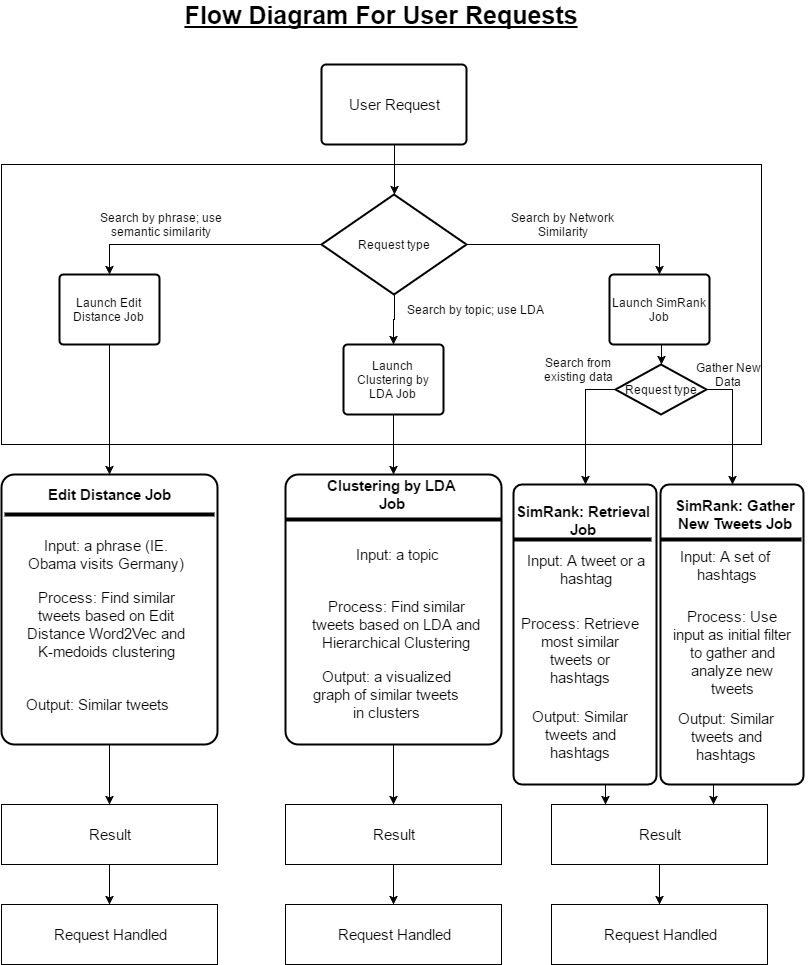 Flow Diagram For User Requests
User Request
Search by phrase; use
semantic similarity
Request type
Search by Network
Similarity
Launch Edit
Distance Job
Search by topic; use LDA
Launch SimRank
Job
Launch
Clustering by
LDA Job
Search from
existing data
Request type
Gather New
Data
Edit Distance Job
Input: a phrase (IE.
Obama visits Germany)
Process: Find similar
tweets based on Edit
Distance Word2Vec and
K-medoids clustering
Output: Similar tweets
Clustering by LDA
Job
Input: a topic
Process: Find similar
tweets based on LDA and
Hierarchical Clustering
Output: a visualized
graph of similar tweets
in clusters
SimRank: Retrieval
Job
Input: A tweet or a
hashtag
Process: Retrieve
most similar
tweets or
hashtags
Output: Similar
tweets and
hashtags
SimRank: Gather
New Tweets Job
Input: A set of
hashtags
Process: Use
input as initial filter
to gather and
analyze new
tweets
Output: Similar
tweets and
hashtags
Result
Result
Result
Request Handled
Request Handled
Request Handled